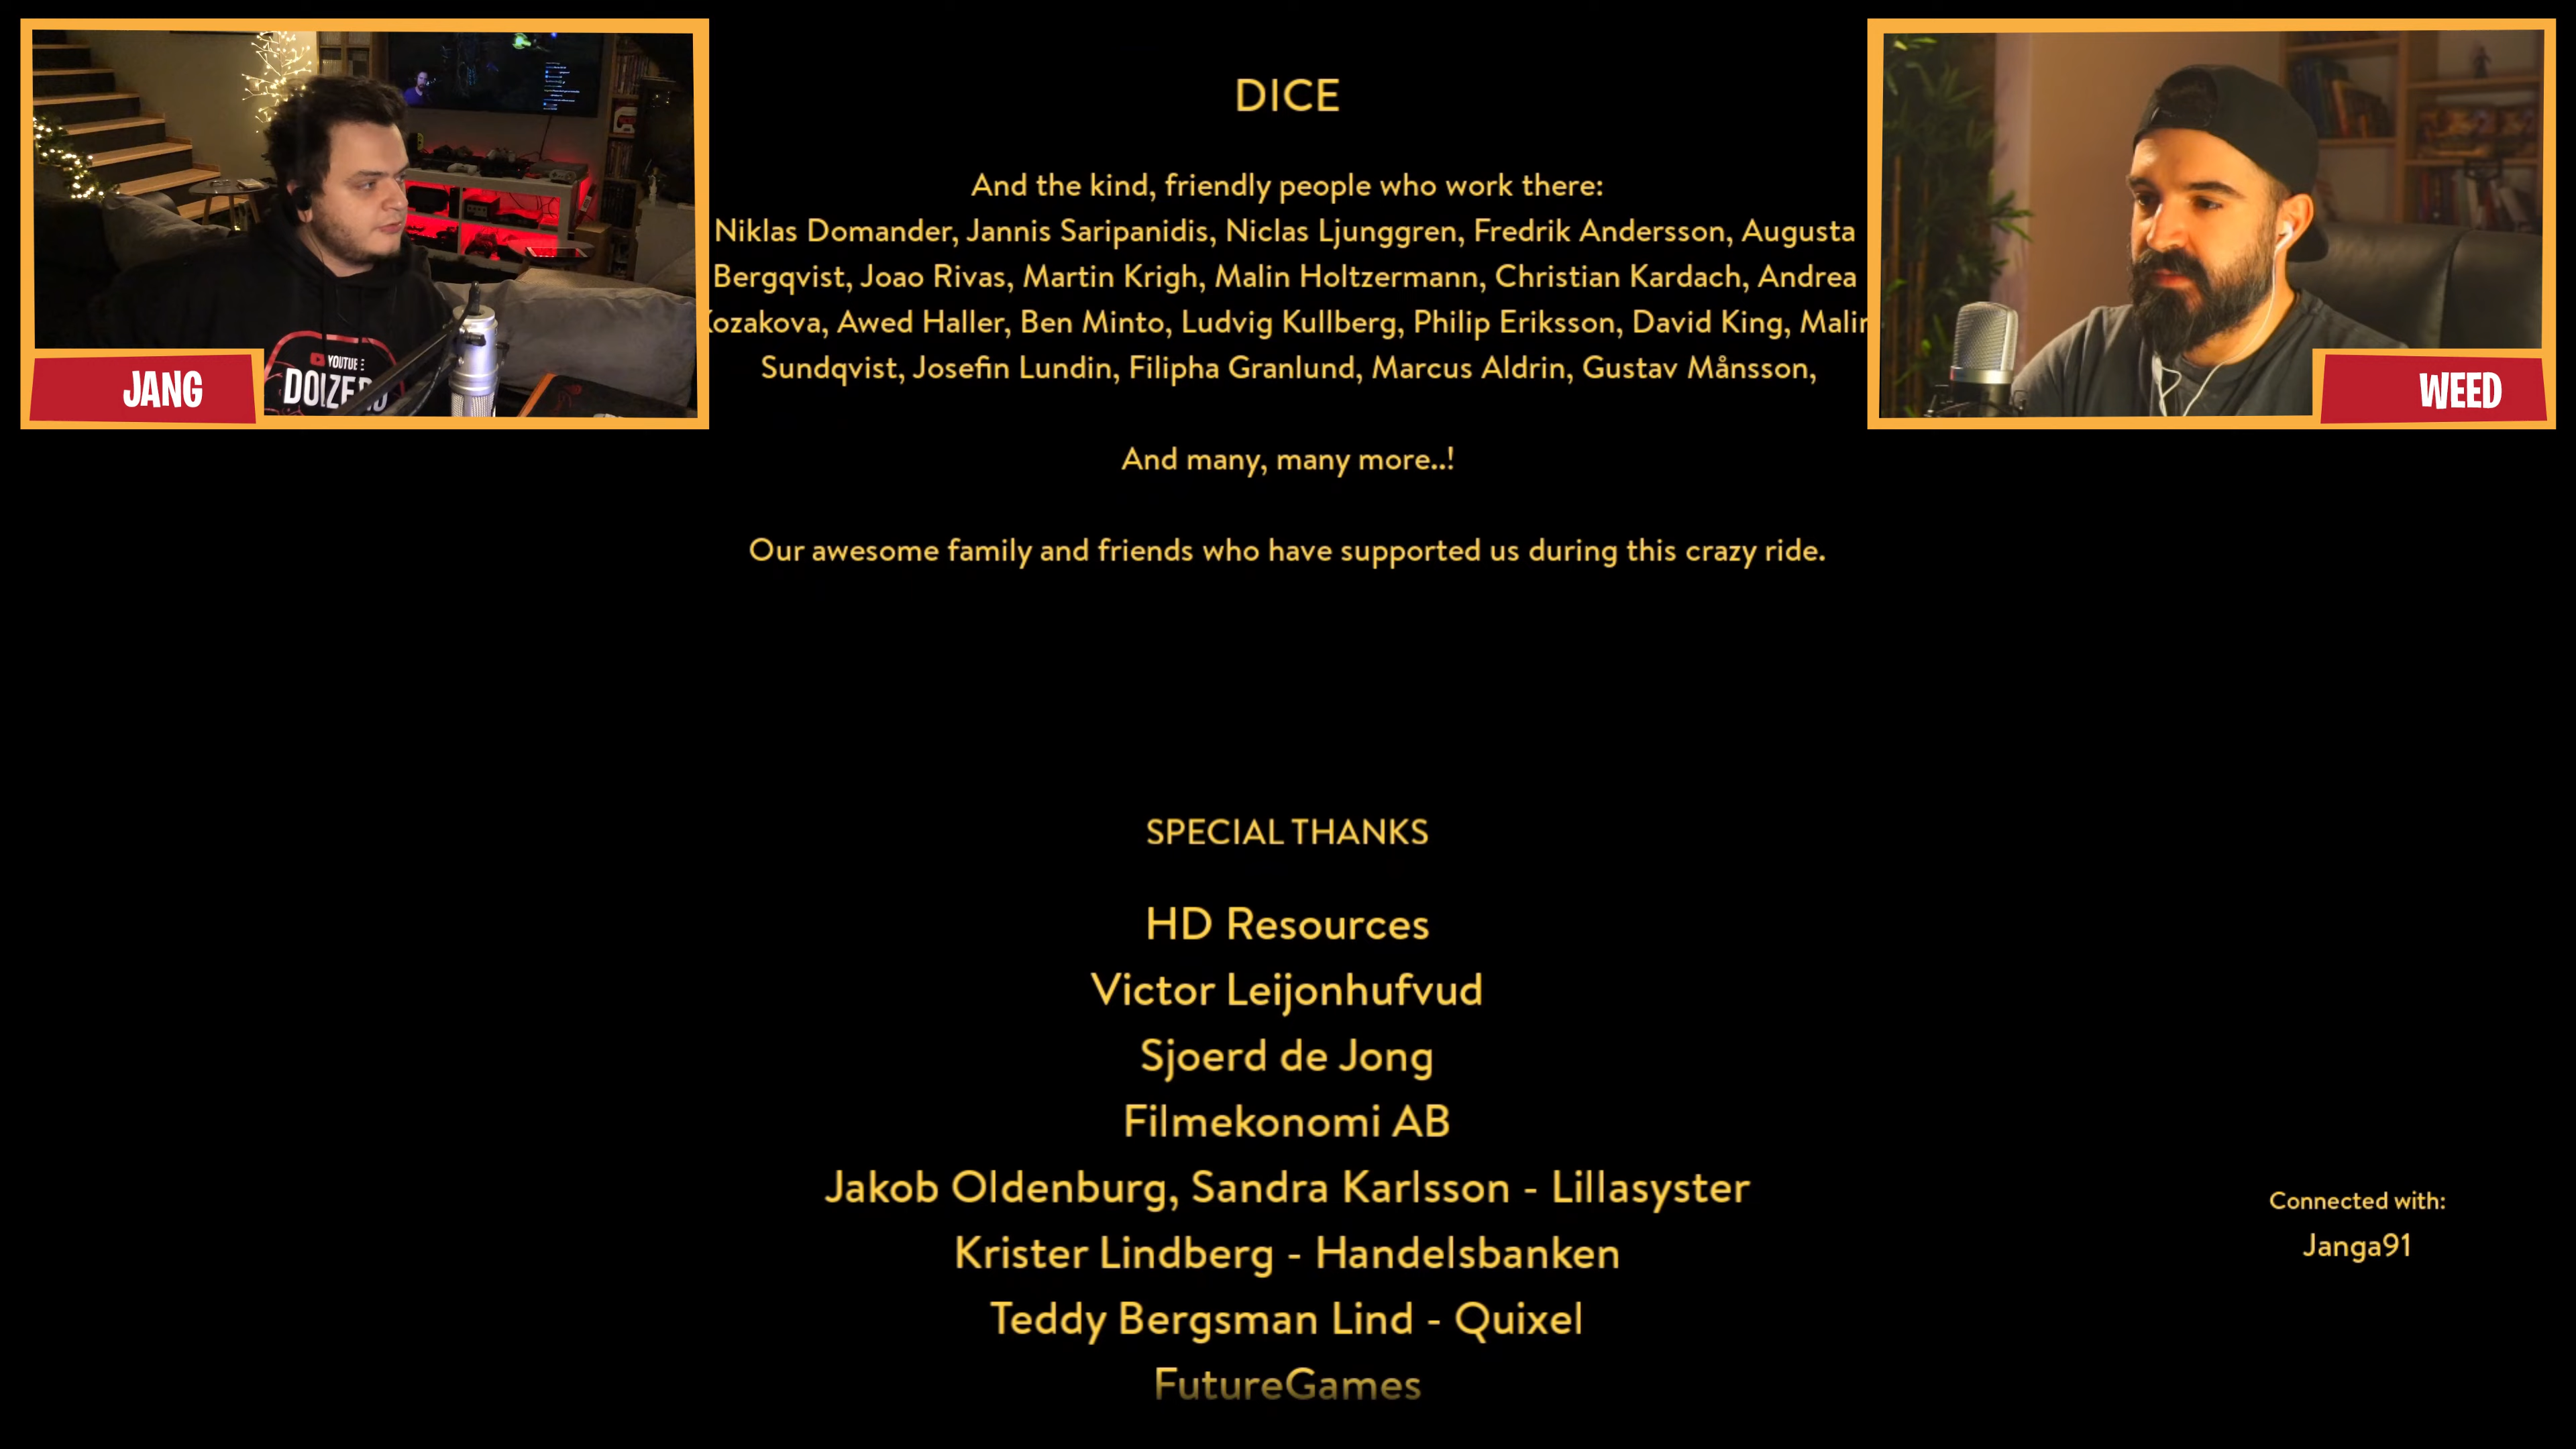 DICE
And the kind, friendly people who work there:
Niklas Domander, Jannis Saripanidis, Niclas Ljunggren, Fredrik Andersson, Augusta
Bergqvist, Joao Rivas, Martin Krigh, Malin Holtzermann, Christian Kardach, Andrea
ozakova, Awed Haller, Ben Minto, Ludvig Kullberg, Philip Eriksson, David King, Malin
Sundqvist, Josefin Lundin, Filipha Granlund, Marcus Aldrin, Gustav Månsson,
And many, many more..!
Our awesome family and friends who have supported us during this crazy ride.
YOUTUBE
JANG
WEED
SPECIAL THANKS
HD Resources
Victor Leijonhufvud
Sjoerd de Jong
Filmekonomi AB
Jakob Oldenburg, Sandra Karlsson - Lillasyster
Krister Lindberg - Handelsbanken
Teddy Bergsman Lind - Quixel
FutureGames
Connected with:
Janga91